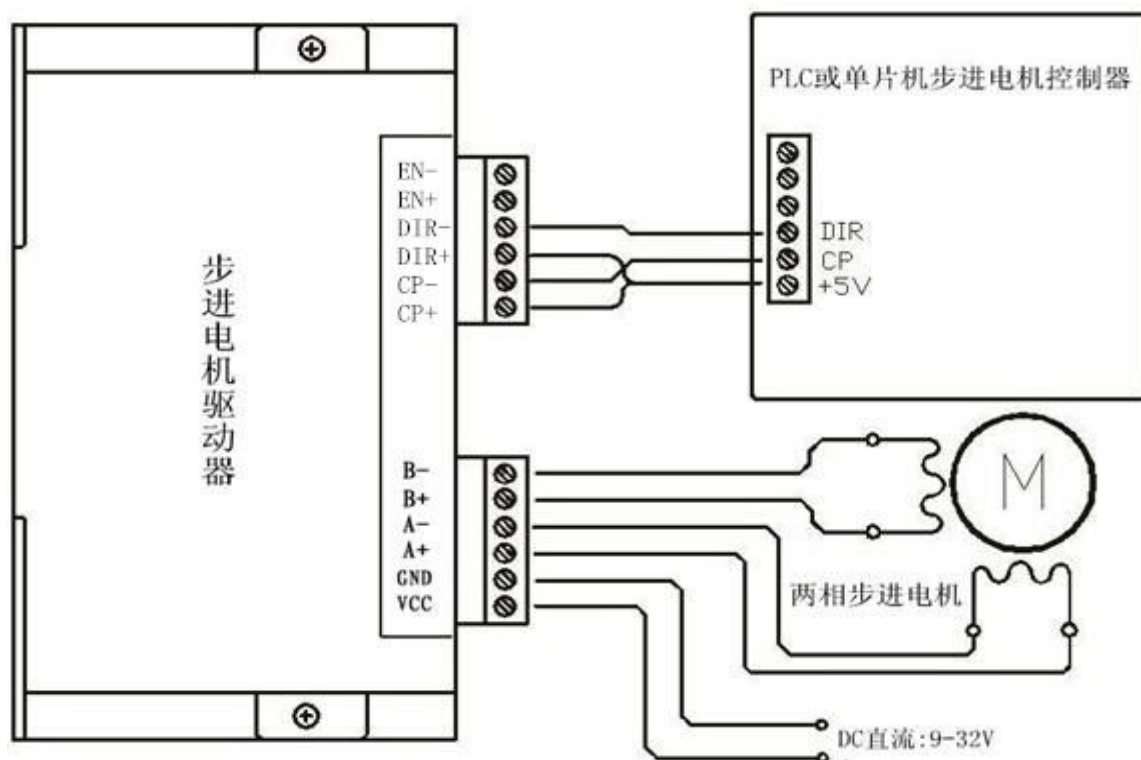 PLC或单片机步进电机控制器
EN-
EN+
DIR-
DIR+
CP-
CP+
DIR
CP
+5V
步进电机驱动器
B-
B+
A-
A+
GND
VCC
M
两相步进电机
DC直流:9-32V